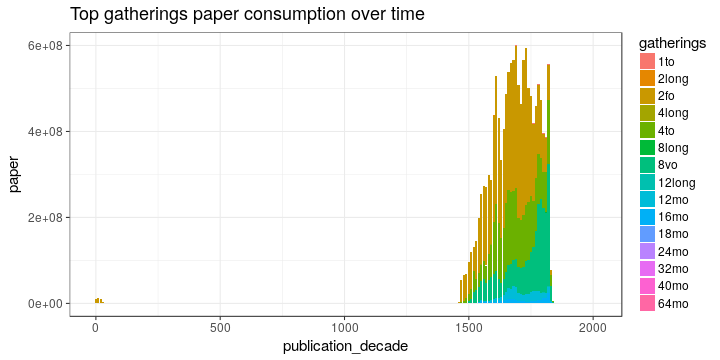 Top gatherings paper consumption over time
6e+08
4e+08
2e+08
0e+00
paper
0
500
1000
1500
2000
publication_decade
gatherings
1to
2long
2fo
4long
4to
8long
8vo
12long
12mo
16mo
18mo
24mo
32mo
40mo
64mo